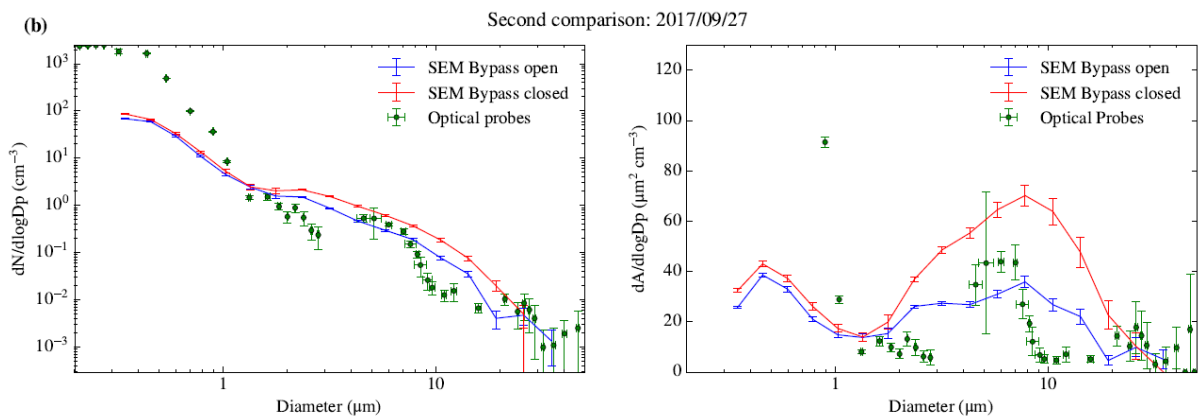 Second comparison: 2017/09/27
(b)
dN/dlogDp (cm⁻³)
10³
10²
10¹
10⁰
10⁻¹
10⁻²
10⁻³
SEM Bypass open
SEM Bypass closed
Optical probes
1
10
Diameter (µm)
dA/dlogDp (µm² cm⁻³)
120
100
80
60
40
20
0
SEM Bypass open
SEM Bypass closed
Optical Probes
1
10
Diameter (µm)